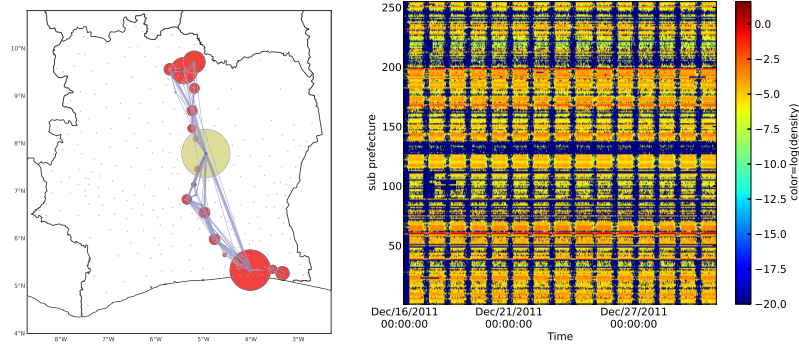 10°N
9°N
8°N
7°N
6°N
5°N
4°N
8°W
7°W
6°W
5°W
4°W
3°W
250
200
150
100
50
sub prefecture
Dec/16/2011
00:00:00
Dec/21/2011
00:00:00
Dec/27/2011
00:00:00
Time
0.0
−2.5
−5.0
−7.5
−10.0
−12.5
−15.0
−17.5
−20.0
color=log(density)